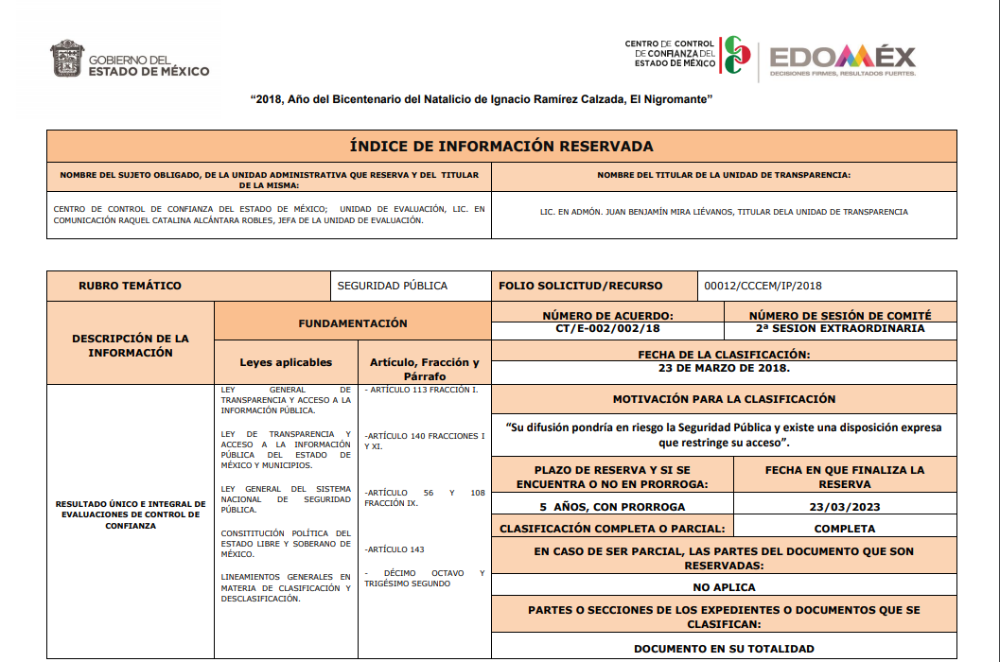 GOBIERNO DEL
ESTADO DE MÉXICO
CENTRO DE CONTROL
DE CONFIANZA DEL
ESTADO DE MÉXICO
EDOMÉX
DECISIONES FIRMES, RESULTADOS FUERTES.
“2018, Año del Bicentenario del Natalicio de Ignacio Ramírez Calzada, El Nigromante”
ÍNDICE DE INFORMACIÓN RESERVADA
NOMBRE DEL SUJETO OBLIGADO, DE LA UNIDAD ADMINISTRATIVA QUE RESERVA Y DEL TITULAR
DE LA MISMA:
NOMBRE DEL TITULAR DE LA UNIDAD DE TRANSPARENCIA:
CENTRO DE CONTROL DE CONFIANZA DEL ESTADO DE MÉXICO; UNIDAD DE EVALUACIÓN, LIC. EN
COMUNICACIÓN RAQUEL CATALINA ALCÁNTARA ROBLES, JEFA DE LA UNIDAD DE EVALUACIÓN.
LIC. EN ADMÓN. JUAN BENJAMÍN MIRA LIÉVANOS, TITULAR DELA UNIDAD DE TRANSPARENCIA
RUBRO TEMÁTICO
SEGURIDAD PÚBLICA
FOLIO SOLICITUD/RECURSO
00012/CCCEM/IP/2018
DESCRIPCIÓN DE LA
INFORMACIÓN
FUNDAMENTACIÓN
NÚMERO DE ACUERDO:
CT/E-002/002/18
NÚMERO DE SESIÓN DE COMITÉ
2ª SESION EXTRAORDINARIA
Leyes aplicables
Artículo, Fracción y
Párrafo
FECHA DE LA CLASIFICACIÓN:
23 DE MARZO DE 2018.
RESULTADO ÚNICO E INTEGRAL DE
EVALUACIONES DE CONTROL DE
CONFIANZA
LEY GENERAL DE
TRANSPARENCIA Y ACCESO A LA
INFORMACIÓN PÚBLICA.
LEY DE TRANSPARENCIA Y
ACCESO A LA INFORMACIÓN
PÚBLICA DEL ESTADO DE
MÉXICO Y MUNICIPIOS.
LEY GENERAL DEL SISTEMA
NACIONAL DE SEGURIDAD
PÚBLICA.
CONSITITUCIÓN POLÍTICA DEL
ESTADO LIBRE Y SOBERANO DE
MÉXICO.
LINEAMIENTOS GENERALES EN
MATERIA DE CLASIFICACIÓN Y
DESCLASIFICACIÓN.
- ARTÍCULO 113 FRACCIÓN I.
-ARTÍCULO 140 FRACCIONES I
Y XI.
-ARTÍCULO 56 Y 108
FRACCIÓN IX.
-ARTÍCULO 143
- DÉCIMO OCTAVO Y
TRIGÉSIMO SEGUNDO
MOTIVACIÓN PARA LA CLASIFICACIÓN
“Su difusión pondría en riesgo la Seguridad Pública y existe una disposición expresa
que restringe su acceso”.
PLAZO DE RESERVA Y SI SE
ENCUENTRA O NO EN PRORROGA:
FECHA EN QUE FINALIZA LA
RESERVA
5 AÑOS, CON PRORROGA
23/03/2023
CLASIFICACIÓN COMPLETA O PARCIAL:
COMPLETA
EN CASO DE SER PARCIAL, LAS PARTES DEL DOCUMENTO QUE SON
RESERVADAS:
NO APLICA
PARTES O SECCIONES DE LOS EXPEDIENTES O DOCUMENTOS QUE SE
CLASIFICAN:
DOCUMENTO EN SU TOTALIDAD